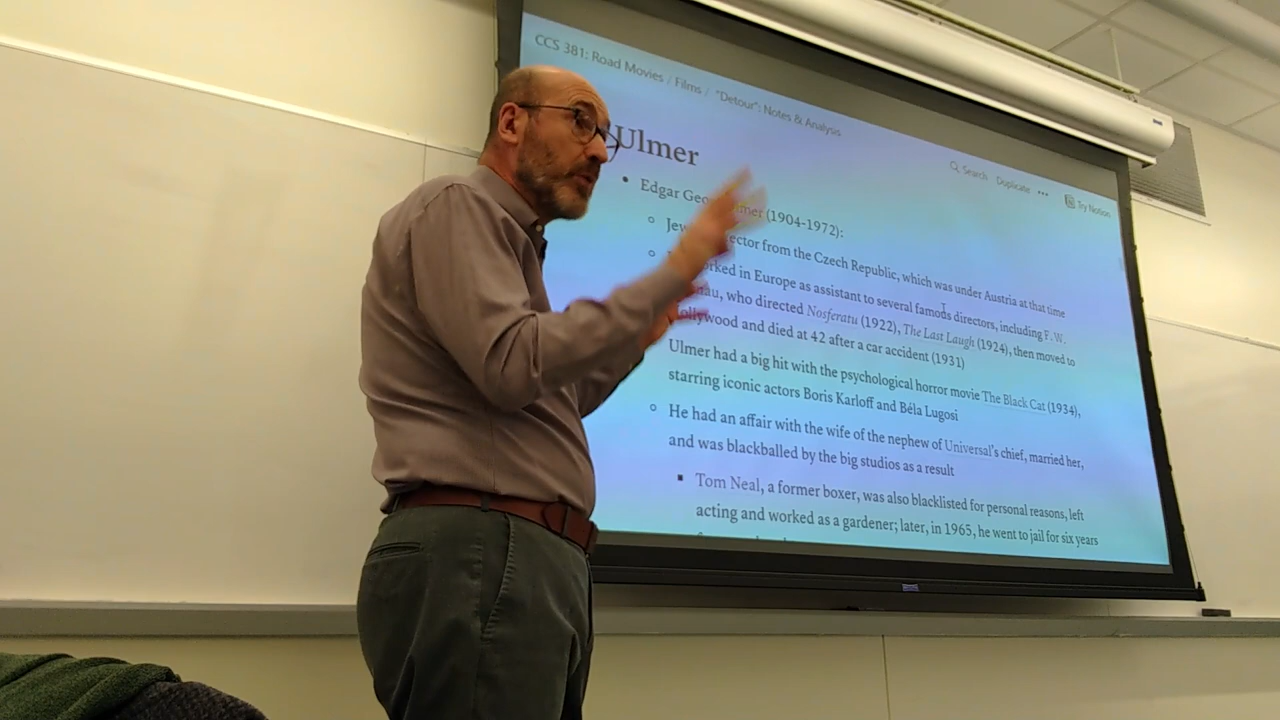 CCS 381: Road Movies / Films / "Detour": Notes & Analysis
Search Duplicate ••• Try Notion
Ulmer
• Edgar Geo mer (1904-1972):
Jew ector from the Czech Republic, which was under Austria at that time
rked in Europe as assistant to several famous directors, including F. W.
nau, who directed Nosferatu (1922), The Last Laugh (1924), then moved to
Hollywood and died at 42 after a car accident (1931)
Ulmer had a big hit with the psychological horror movie The Black Cat (1934),
starring iconic actors Boris Karloff and Béla Lugosi
He had an affair with the wife of the nephew of Universal's chief, married her,
and was blackballed by the big studios as a result
Tom Neal, a former boxer, was also blacklisted for personal reasons, left
acting and worked as a gardener; later, in 1965, he went to jail for six years